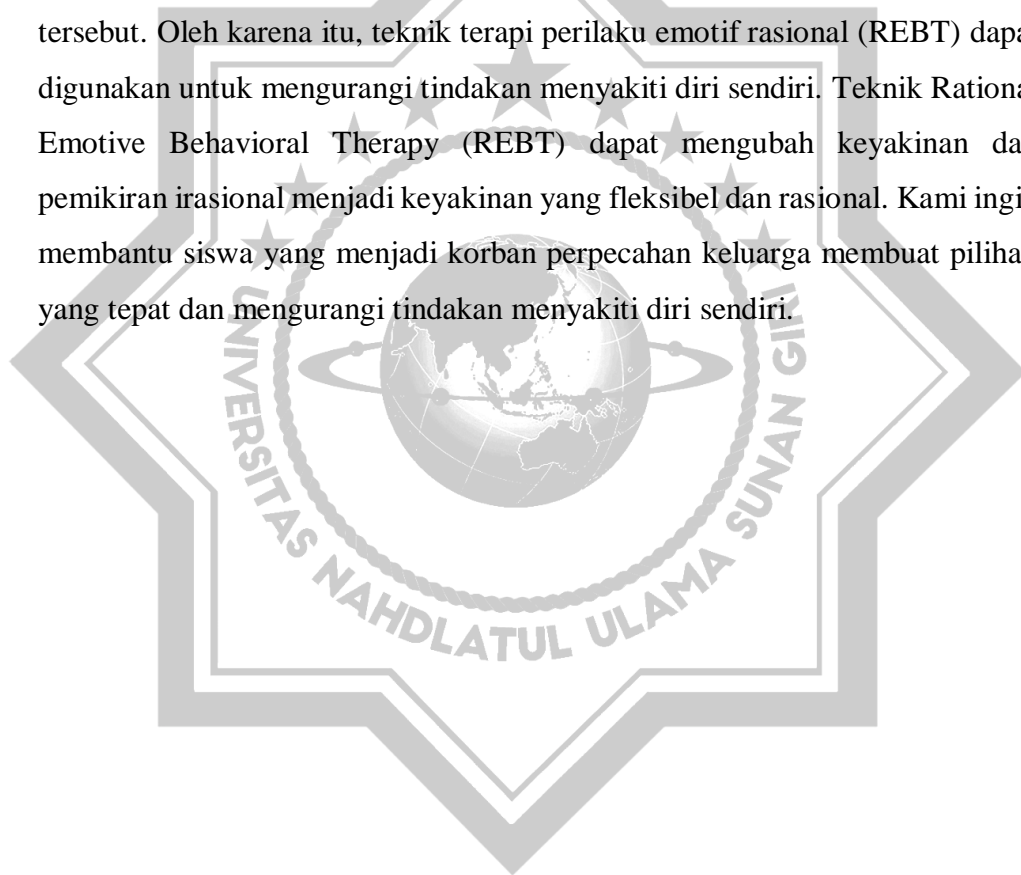 tersebut. Oleh karena itu, teknik terapi perilaku emotif rasional (REBT) dapa
digunakan untuk mengurangi tindakan menyakiti diri sendiri. Teknik Rationa
Emotive Behavioral Therapy (REBT) dapat mengubah keyakinan da
pemikiran irasional menjadi keyakinan yang fleksibel dan rasional. Kami ingi
membantu siswa yang menjadi korban perpecahan keluarga membuat piliha
yang tepat dan mengurangi tindakan menyakiti diri sendiri.
UNIVERSITAS NAHDLATUL ULAMA SUNAN GIRI